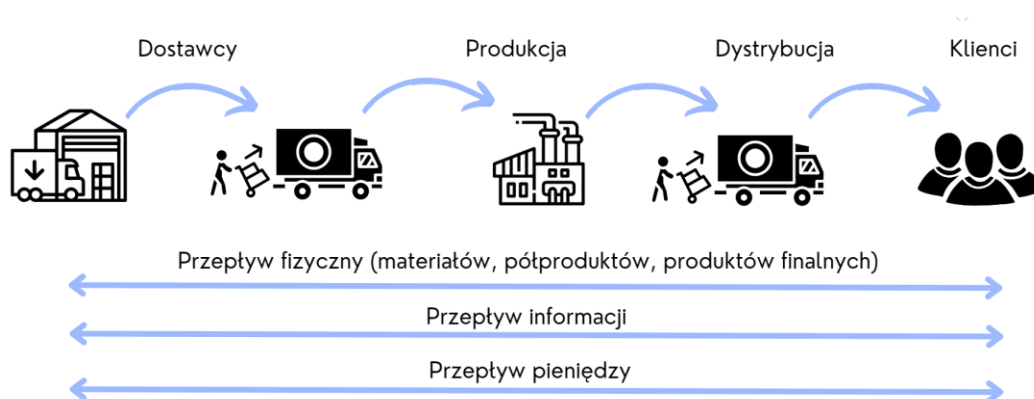 Dostawcy Produkcja Dystrybucja Klienci
Przepływ fizyczny (materiałów, półproduktów, produktów finalnych)
Przepływ informacji
Przepływ pieniędzy